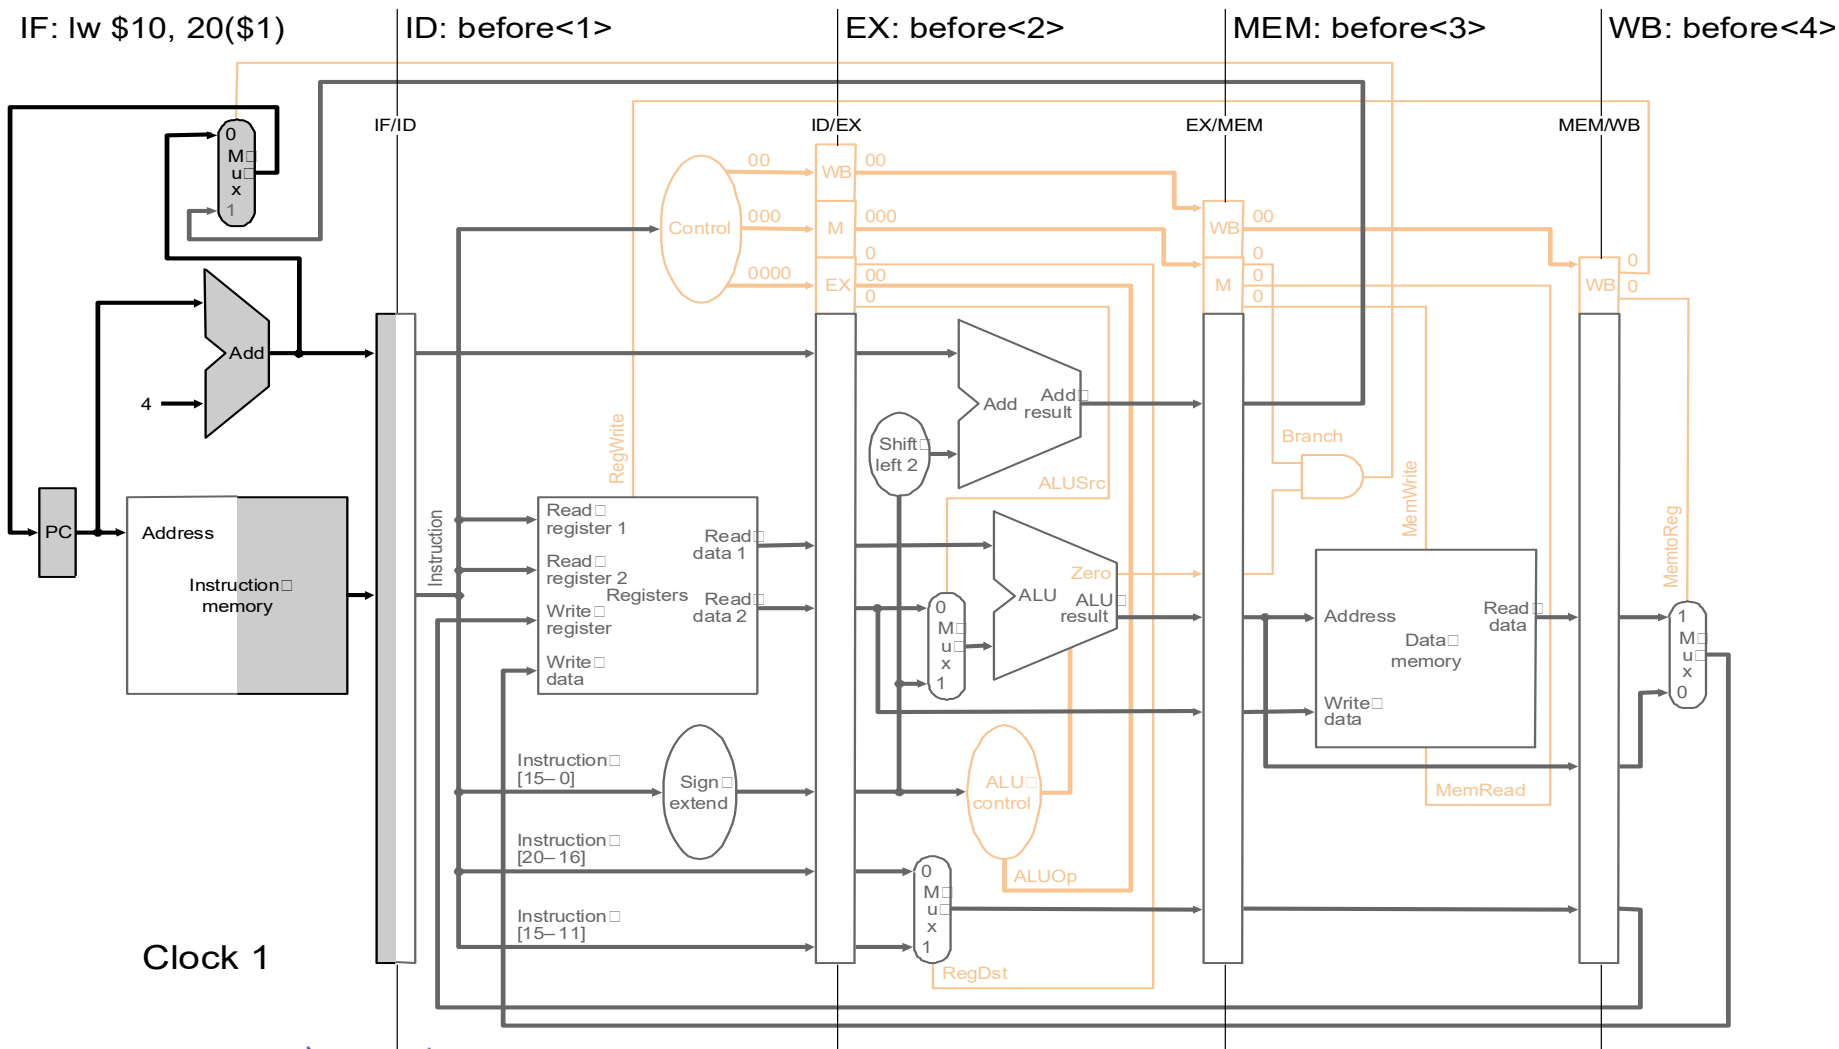 IF: lw $10, 20($1)
ID: before<1>
EX: before<2>
MEM: before<3>
WB: before<4>
IF/ID
ID/EX
EX/MEM
MEM/WB
0
M
u
x
1
Add
4
PC
Address
Instruction
memory
Instruction
Control
00
000
0000
WB
M
EX
00
000
0
00
0
WB
M
00
0
0
0
WB
0
0
RegWrite
Read
register 1
Read
register 2
Write
register
Write
data
Registers
Read
data 1
Read
data 2
Instruction
[15–0]
Sign
extend
Instruction
[20–16]
Instruction
[15–11]
Shift
left 2
Add
Add
result
ALUSrc
0
M
u
x
1
ALU
Zero
ALU
result
ALU
control
ALUOp
0
M
u
x
1
RegDst
Branch
MemWrite
Address
Read
data
Data
memory
Write
data
MemRead
MemtoReg
1
M
u
x
0
Clock 1